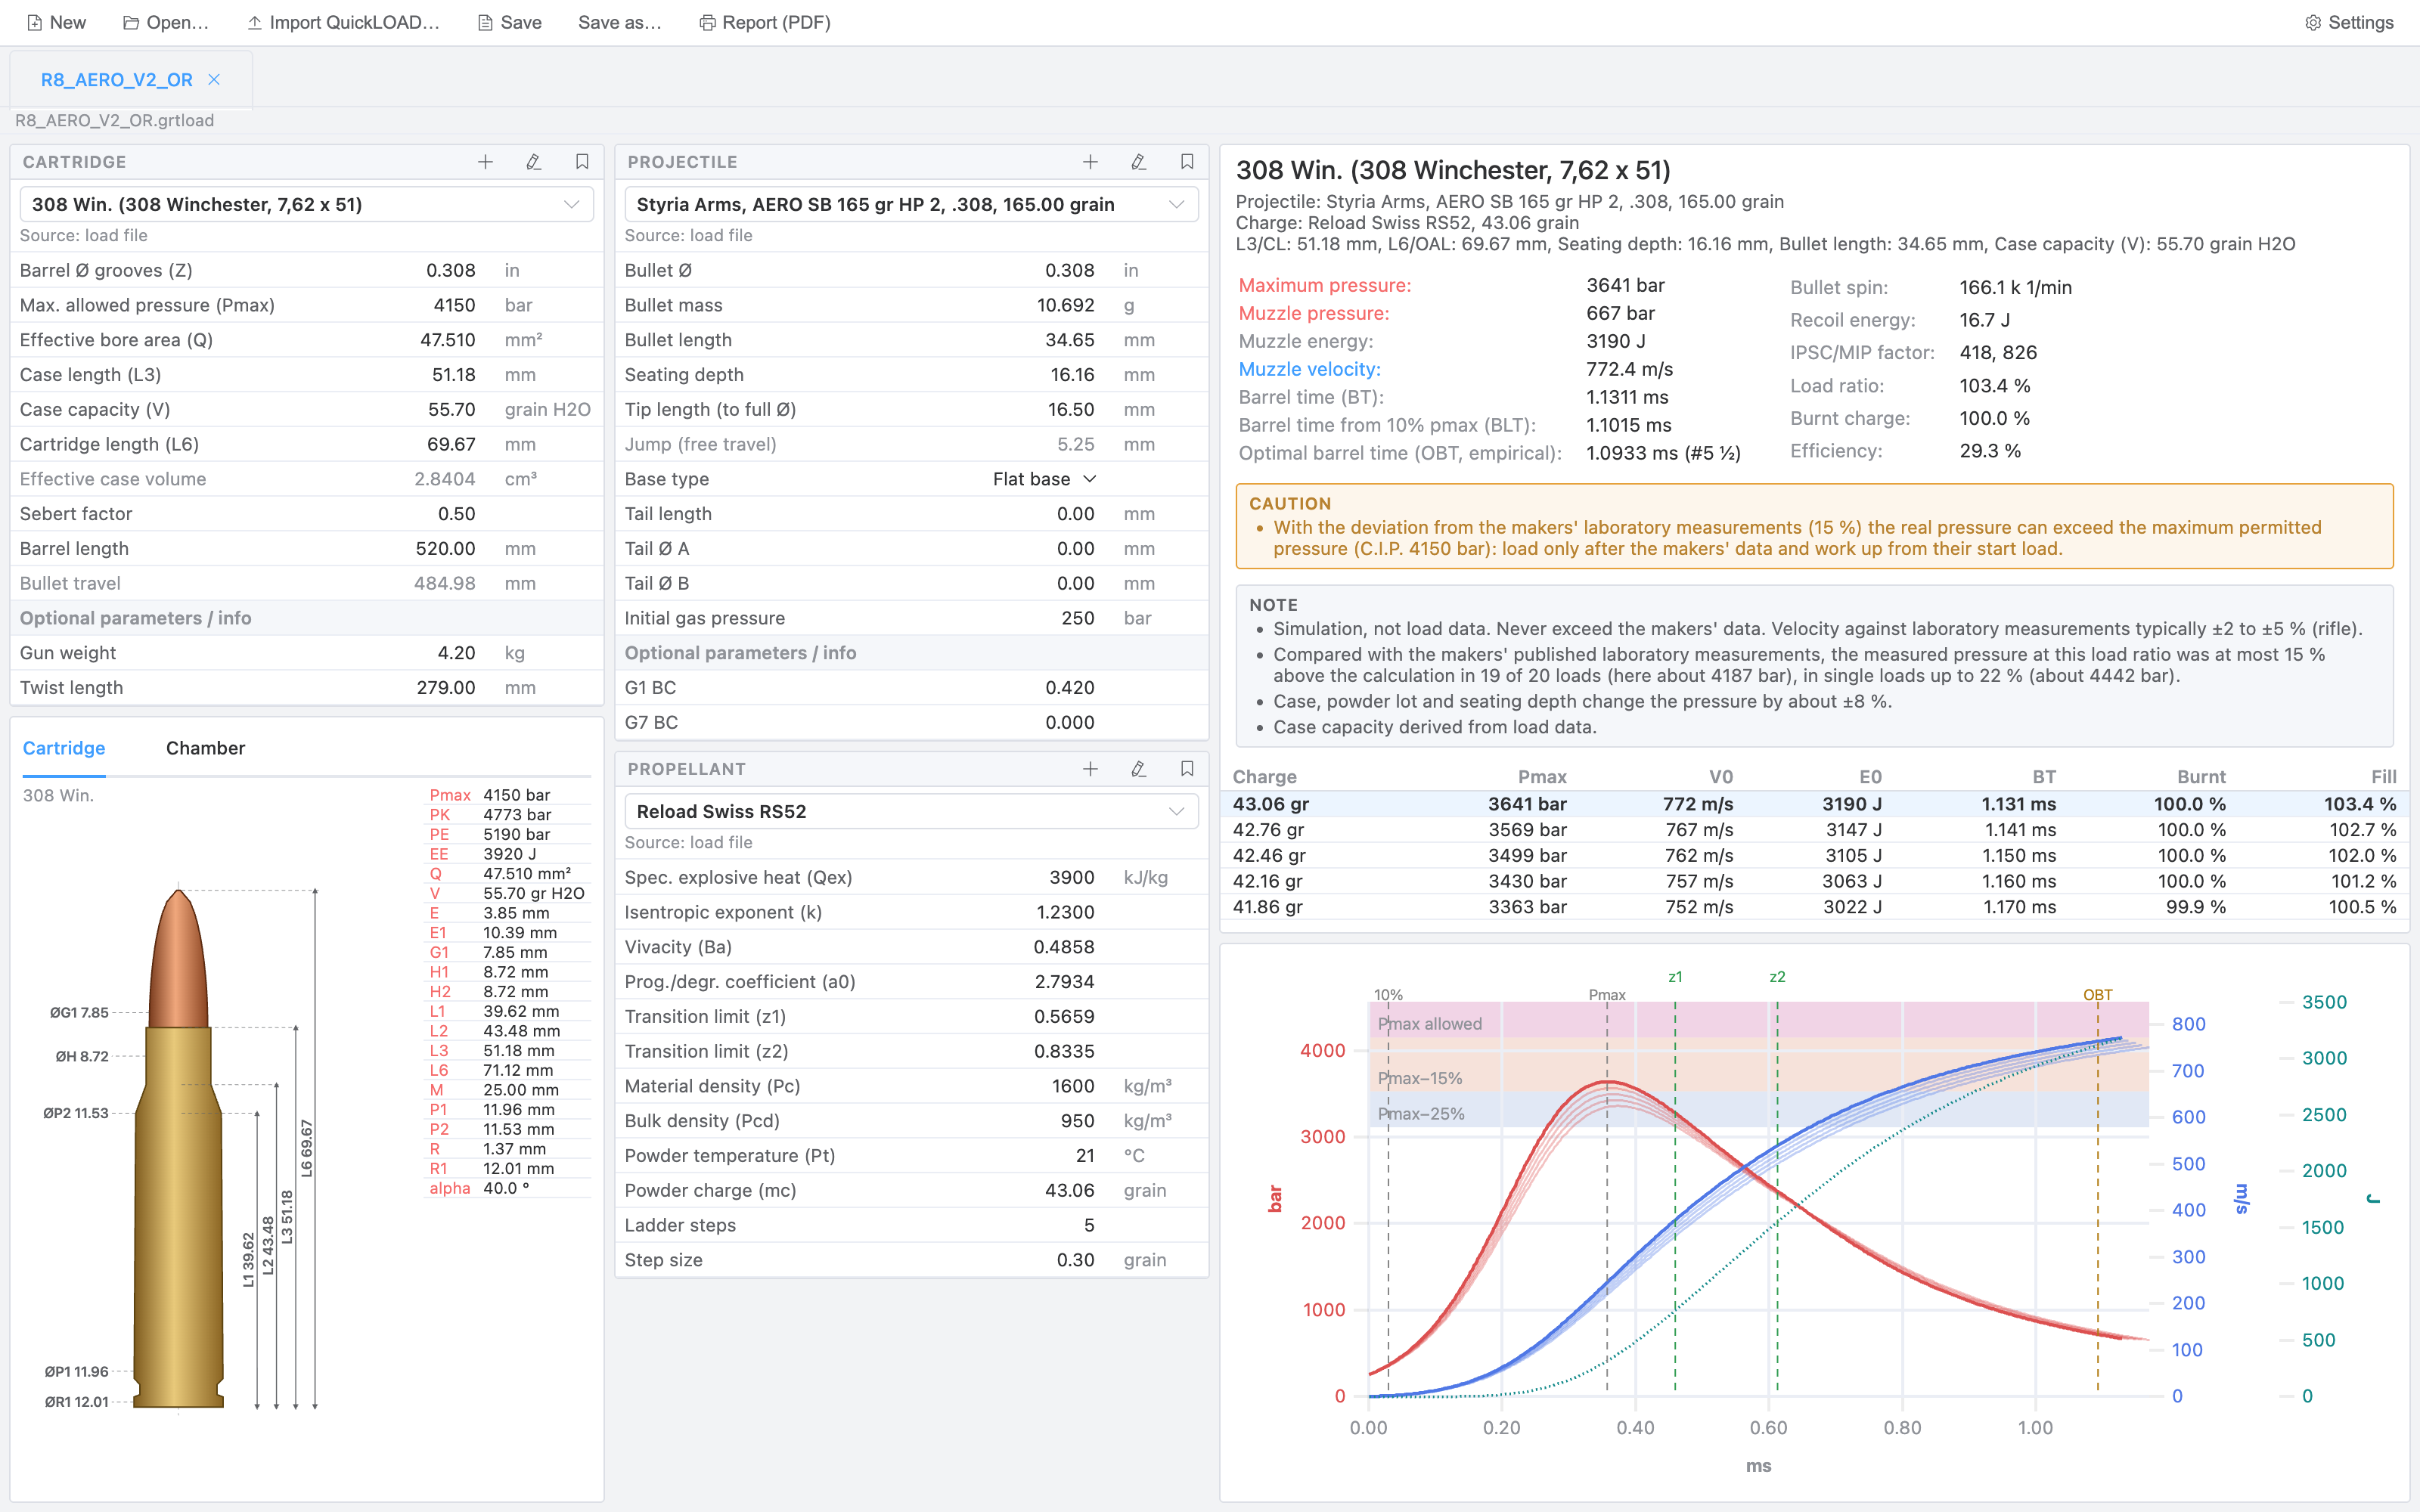 New Open… Import QuickLOAD… Save Save as… Report (PDF) Settings
R8_AERO_V2_OR
R8_AERO_V2_OR.grtload
CARTRIDGE
308 Win. (308 Winchester, 7,62 x 51)
Source: load file
Barrel Ø grooves (Z) 0.308 in
Max. allowed pressure (Pmax) 4150 bar
Effective bore area (Q) 47.510 mm²
Case length (L3) 51.18 mm
Case capacity (V) 55.70 grain H2O
Cartridge length (L6) 69.67 mm
Effective case volume 2.8404 cm³
Sebert factor 0.50
Barrel length 520.00 mm
Bullet travel 484.98 mm
Optional parameters / info
Gun weight 4.20 kg
Twist length 279.00 mm
Cartridge Chamber
308 Win.
Pmax 4150 bar
PK 4773 bar
PE 5190 bar
EE 3920 J
Q 47.510 mm²
V 55.70 gr H2O
E 3.85 mm
E1 10.39 mm
G1 7.85 mm
H1 8.72 mm
H2 8.72 mm
L1 39.62 mm
L2 43.48 mm
L3 51.18 mm
L6 71.12 mm
M 25.00 mm
P1 11.96 mm
P2 11.53 mm
R 1.37 mm
R1 12.01 mm
alpha 40.0 °
ØG1 7.85
ØH 8.72
ØP2 11.53
ØP1 11.96
ØR1 12.01
L1 39.62
L2 43.48
L3 51.18
L6 69.67
PROJECTILE
Styria Arms, AERO SB 165 gr HP 2, .308, 165.00 grain
Source: load file
Bullet Ø 0.308 in
Bullet mass 10.692 g
Bullet length 34.65 mm
Seating depth 16.16 mm
Tip length (to full Ø) 16.50 mm
Jump (free travel) 5.25 mm
Base type Flat base
Tail length 0.00 mm
Tail Ø A 0.00 mm
Tail Ø B 0.00 mm
Initial gas pressure 250 bar
Optional parameters / info
G1 BC 0.420
G7 BC 0.000
PROPELLANT
Reload Swiss RS52
Source: load file
Spec. explosive heat (Qex) 3900 kJ/kg
Isentropic exponent (k) 1.2300
Vivacity (Ba) 0.4858
Prog./degr. coefficient (a0) 2.7934
Transition limit (z1) 0.5659
Transition limit (z2) 0.8335
Material density (Pc) 1600 kg/m³
Bulk density (Pcd) 950 kg/m³
Powder temperature (Pt) 21 °C
Powder charge (mc) 43.06 grain
Ladder steps 5
Step size 0.30 grain
308 Win. (308 Winchester, 7,62 x 51)
Projectile: Styria Arms, AERO SB 165 gr HP 2, .308, 165.00 grain
Charge: Reload Swiss RS52, 43.06 grain
L3/CL: 51.18 mm, L6/OAL: 69.67 mm, Seating depth: 16.16 mm, Bullet length: 34.65 mm, Case capacity (V): 55.70 grain H2O
Maximum pressure: 3641 bar
Muzzle pressure: 667 bar
Muzzle energy: 3190 J
Muzzle velocity: 772.4 m/s
Barrel time (BT): 1.1311 ms
Barrel time from 10% pmax (BLT): 1.1015 ms
Optimal barrel time (OBT, empirical): 1.0933 ms (#5 ½)
Bullet spin: 166.1 k 1/min
Recoil energy: 16.7 J
IPSC/MIP factor: 418, 826
Load ratio: 103.4 %
Burnt charge: 100.0 %
Efficiency: 29.3 %
CAUTION
• With the deviation from the makers' laboratory measurements (15 %) the real pressure can exceed the maximum permitted
pressure (C.I.P. 4150 bar): load only after the makers' data and work up from their start load.
NOTE
• Simulation, not load data. Never exceed the makers' data. Velocity against laboratory measurements typically ±2 to ±5 % (rifle).
• Compared with the makers' published laboratory measurements, the measured pressure at this load ratio was at most 15 %
above the calculation in 19 of 20 loads (here about 4187 bar), in single loads up to 22 % (about 4442 bar).
• Case, powder lot and seating depth change the pressure by about ±8 %.
• Case capacity derived from load data.
Charge Pmax V0 E0 BT Burnt Fill
43.06 gr 3641 bar 772 m/s 3190 J 1.131 ms 100.0 % 103.4 %
42.76 gr 3569 bar 767 m/s 3147 J 1.141 ms 100.0 % 102.7 %
42.46 gr 3499 bar 762 m/s 3105 J 1.150 ms 100.0 % 102.0 %
42.16 gr 3430 bar 757 m/s 3063 J 1.160 ms 100.0 % 101.2 %
41.86 gr 3363 bar 752 m/s 3022 J 1.170 ms 99.9 % 100.5 %
z1 z2
10% Pmax OBT
Pmax allowed
Pmax–15%
Pmax–25%
4000
3000
2000
1000
0
bar
800
700
600
500
400
300
200
100
0
m/s
3500
3000
2500
2000
1500
1000
500
0
J
0.00 0.20 0.40 0.60 0.80 1.00
ms